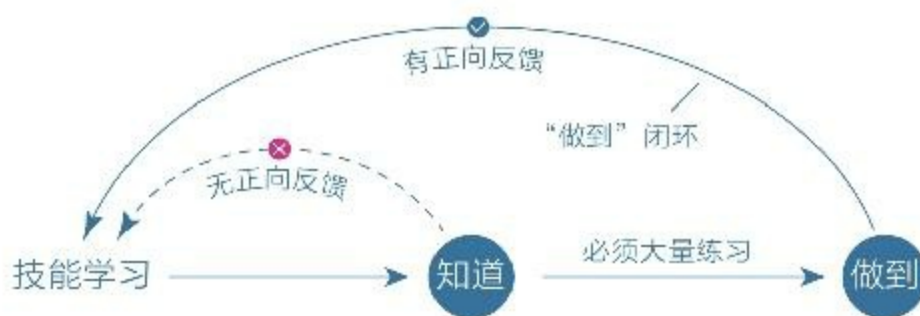 有正向反馈
“做到”闭环
无正向反馈
必须大量练习
技能学习
知道
做到